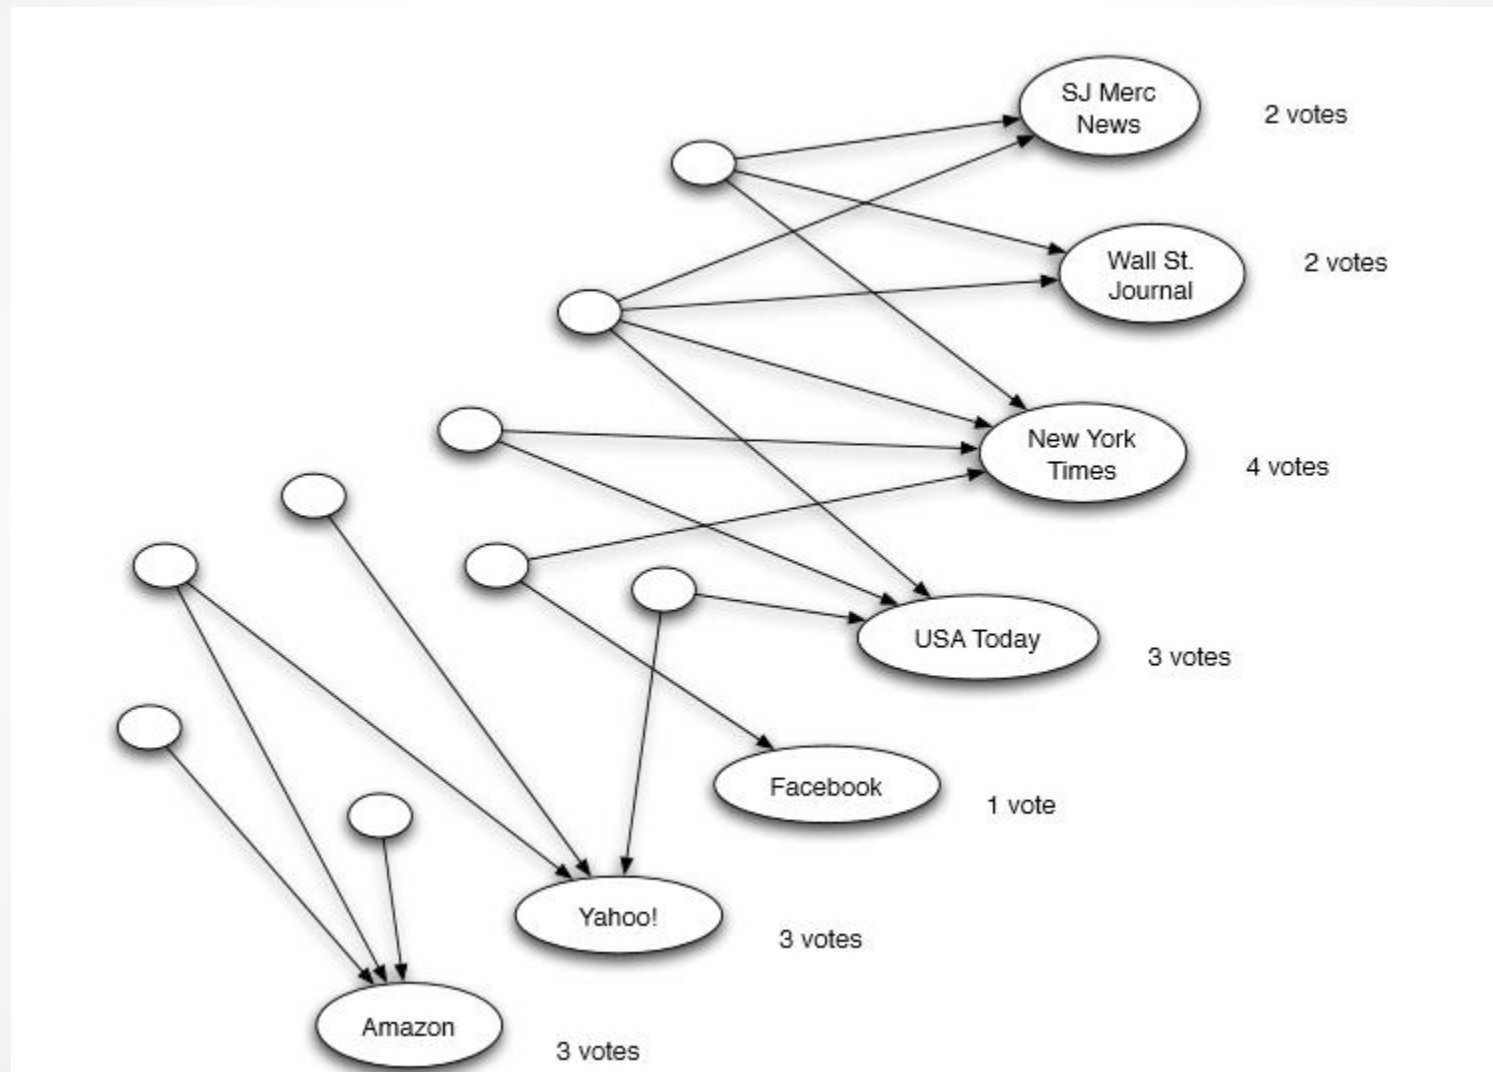 SJ Merc
News
2 votes
Wall St.
Journal
2 votes
New York
Times
4 votes
USA Today
3 votes
Facebook
1 vote
Yahoo!
3 votes
Amazon
3 votes